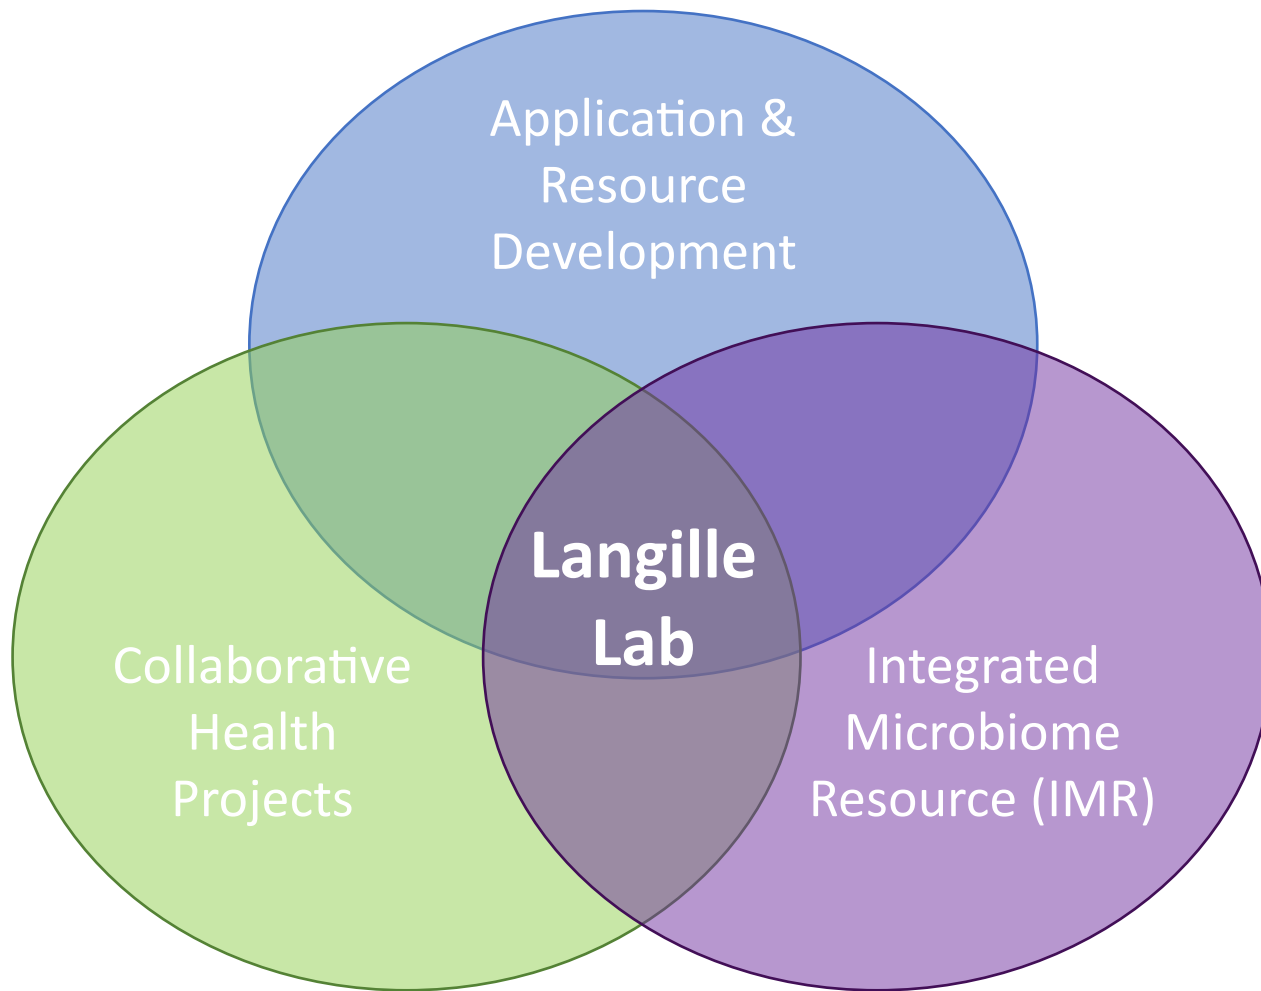 Application &
Resource
Development
Langille
Lab
Collaborative
Health
Projects
Integrated
Microbiome
Resource (IMR)